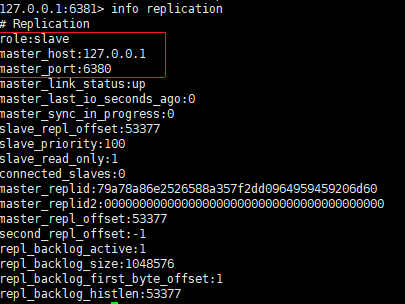 127.0.0.1:6381> info replication
# Replication
role:slave
master_host:127.0.0.1
master_port:6380
master_link_status:up
master_last_io_seconds_ago:0
master_sync_in_progress:0
slave_repl_offset:53377
slave_priority:100
slave_read_only:1
connected_slaves:0
master_replid:79a78a86e2526588a357f2dd0964959459206d60
master_replid2:0000000000000000000000000000000000000000
master_repl_offset:53377
second_repl_offset:-1
repl_backlog_active:1
repl_backlog_size:1048576
repl_backlog_first_byte_offset:1
repl_backlog_histlen:53377